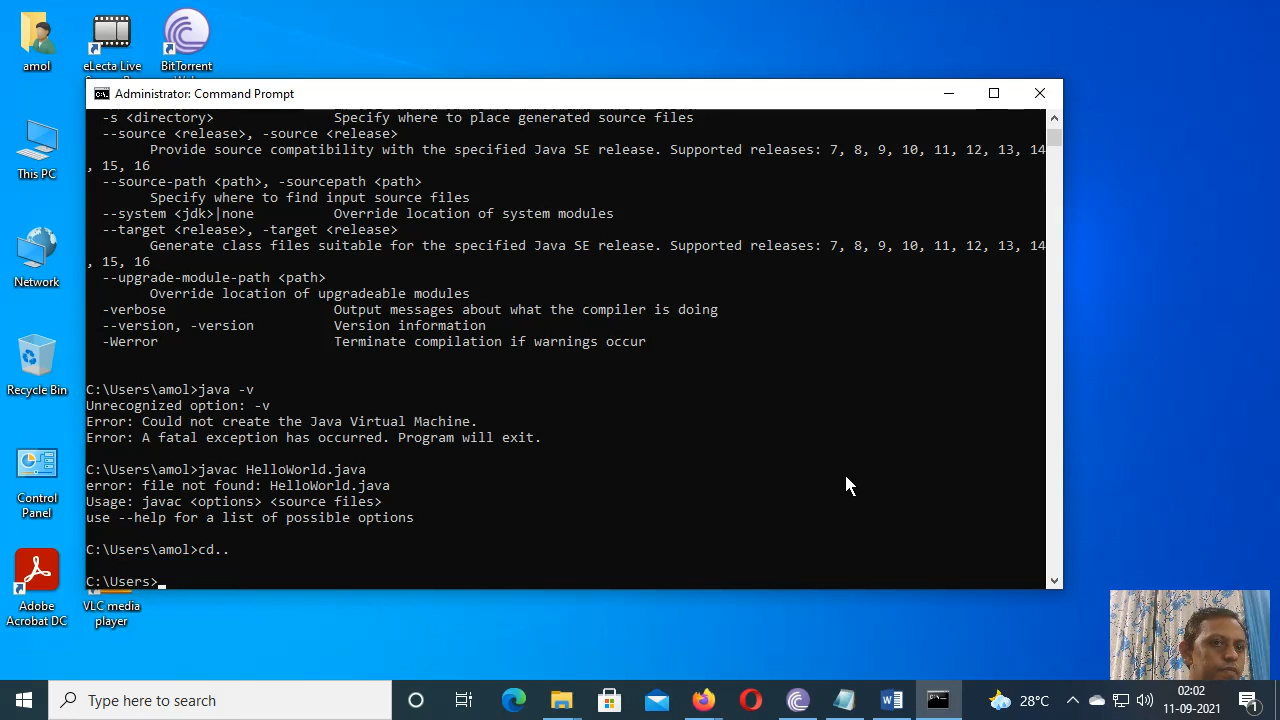 amol
eLecta Live
BitTorrent
This PC
Network
Recycle Bin
Control
Panel
Adobe
Acrobat DC
VLC media
player
Administrator: Command Prompt
-s <directory> Specify where to place generated source files
--source <release>, -source <release>
Provide source compatibility with the specified Java SE release. Supported releases: 7, 8, 9, 10, 11, 12, 13, 14
, 15, 16
--source-path <path>, -sourcepath <path>
Specify where to find input source files
--system <jdk>|none Override location of system modules
--target <release>, -target <release>
Generate class files suitable for the specified Java SE release. Supported releases: 7, 8, 9, 10, 11, 12, 13, 14
, 15, 16
--upgrade-module-path <path>
Override location of upgradeable modules
-verbose Output messages about what the compiler is doing
--version, -version Version information
-Werror Terminate compilation if warnings occur
C:\Users\amol>java -v
Unrecognized option: -v
Error: Could not create the Java Virtual Machine.
Error: A fatal exception has occurred. Program will exit.
C:\Users\amol>javac HelloWorld.java
error: file not found: HelloWorld.java
Usage: javac <options> <source files>
use --help for a list of possible options
C:\Users\amol>cd..
C:\Users>
Type here to search
28°C
02:02
11-09-2021
1